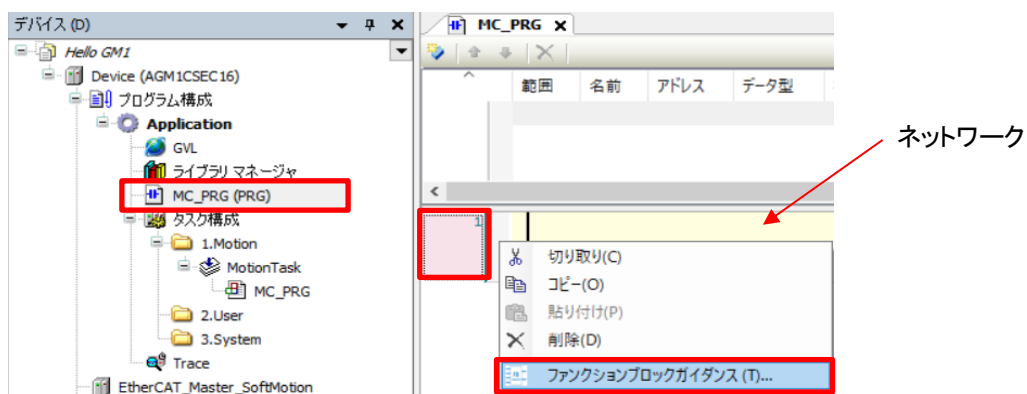 デバイス (D)
Hello GM1
Device (AGM1CSEC16)
プログラム構成
Application
GVL
ライブラリ マネージャ
MC_PRG (PRG)
タスク構成
1.Motion
MotionTask
MC_PRG
2.User
3.System
Trace
EtherCAT_Master_SoftMotion
MC_PRG
範囲 名前 アドレス データ型
ネットワーク
1
切り取り(C)
コピー(O)
貼り付け(P)
削除(D)
ファンクションブロックガイダンス (T)...